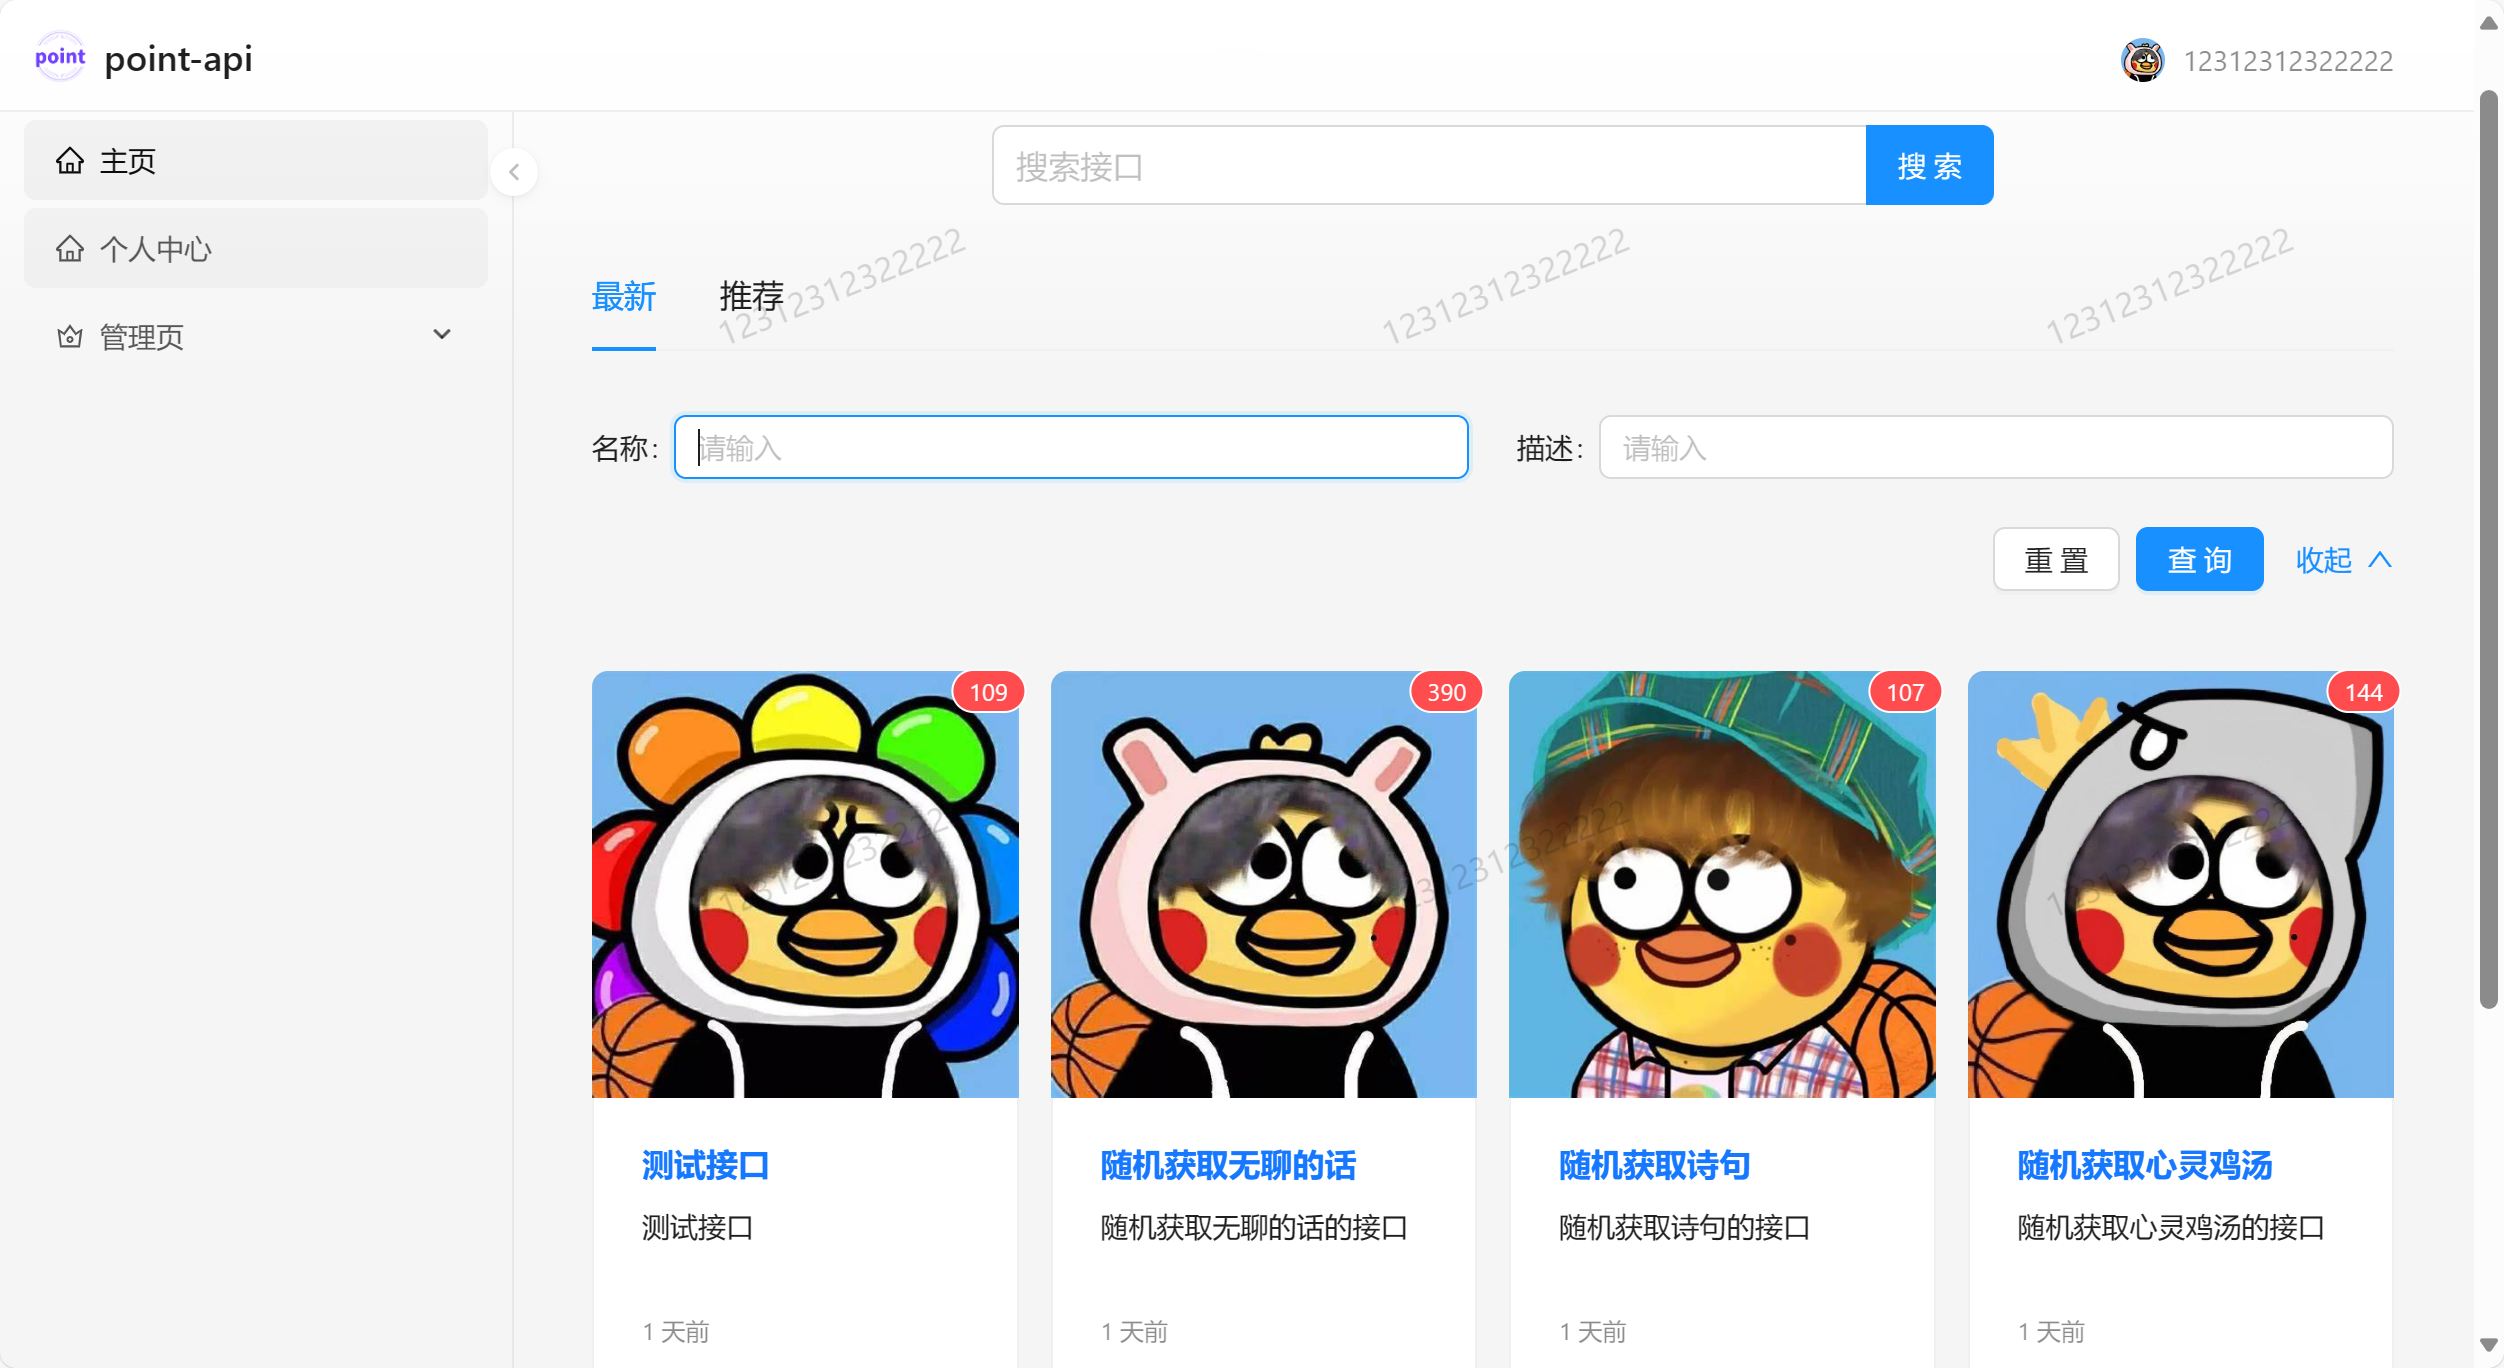 point point-api
12312312322222
主页
个人中心
管理页
搜索接口
搜 索
最新 推荐
12312312322222 12312312322222 12312312322222
名称: 请输入 描述: 请输入
重 置 查 询 收起
109 390 107 144
测试接口 随机获取无聊的话 随机获取诗句 随机获取心灵鸡汤
测试接口 随机获取无聊的话的接口 随机获取诗句的接口 随机获取心灵鸡汤的接口
1 天前 1 天前 1 天前 1 天前